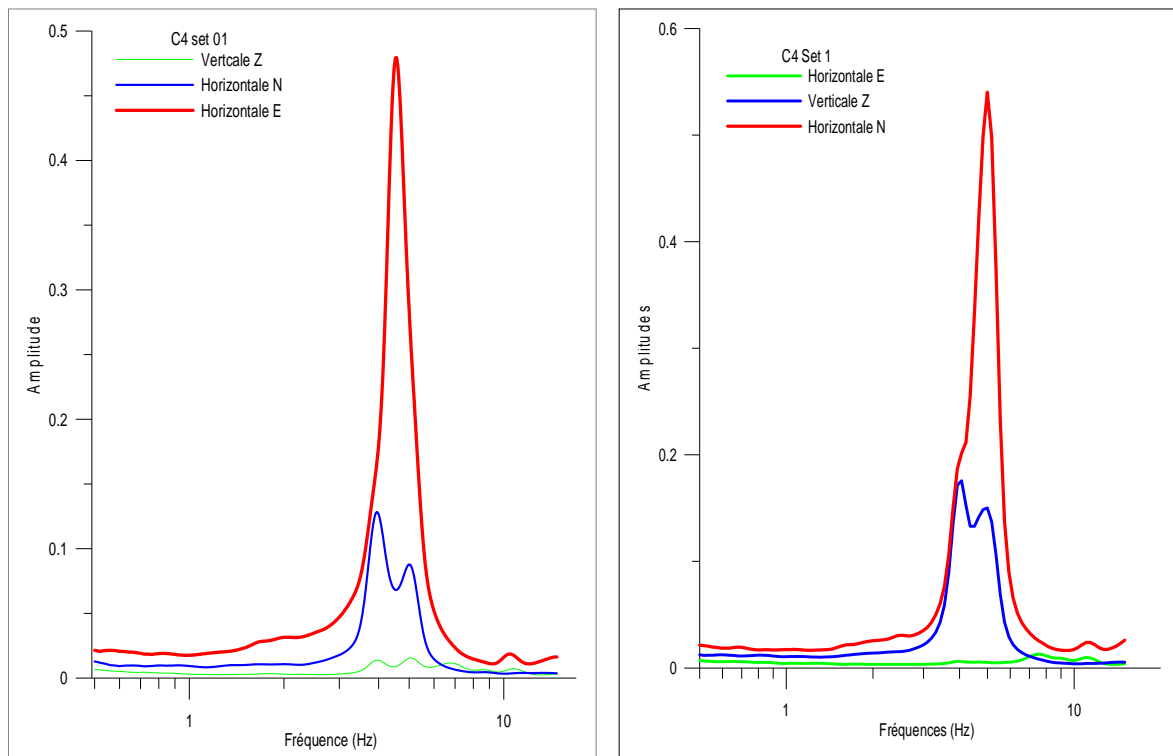 C4 set 01
Vertcale Z
Horizontale N
Horizontale E
0.5
0.4
0.3
0.2
0.1
0
Amplitude
1
10
Fréquence (Hz)
C4 Set 1
Horizontale E
Verticale Z
Horizontale N
0.6
0.4
0.2
0
Amplitudes
1
10
Fréquences (Hz)